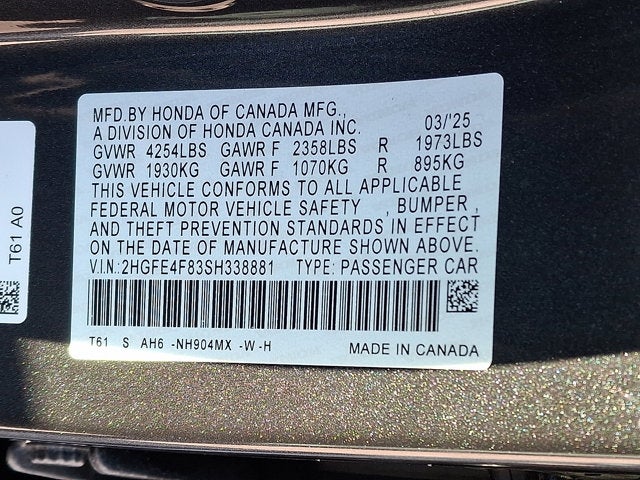 MFD.BY HONDA OF CANADA MFG.,
A DIVISION OF HONDA CANADA INC. 03/'25
GVWR 4254LBS GAWR F 2358LBS R 1973LBS
GVWR 1930KG GAWR F 1070KG R 895KG
THIS VEHICLE CONFORMS TO ALL APPLICABLE
FEDERAL MOTOR VEHICLE SAFETY , BUMPER ,
AND THEFT PREVENTION STANDARDS IN EFFECT
ON THE DATE OF MANUFACTURE SHOWN ABOVE.
V.I.N.:2HGFE4F83SH338881 TYPE: PASSENGER CAR
T61 S AH6 -NH904MX -W-H MADE IN CANADA
T61 A0